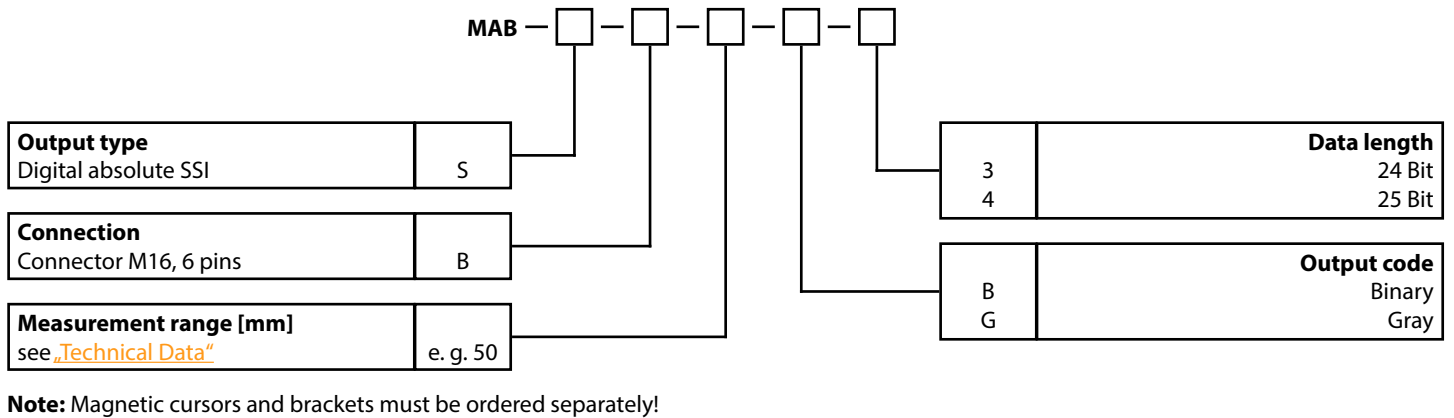 MAB
Output type
Digital absolute SSI
S
Connection
Connector M16, 6 pins
B
Measurement range [mm]
see „Technical Data“
e. g. 50
Data length
3 24 Bit
4 25 Bit
Output code
B Binary
G Gray
Note: Magnetic cursors and brackets must be ordered separately!